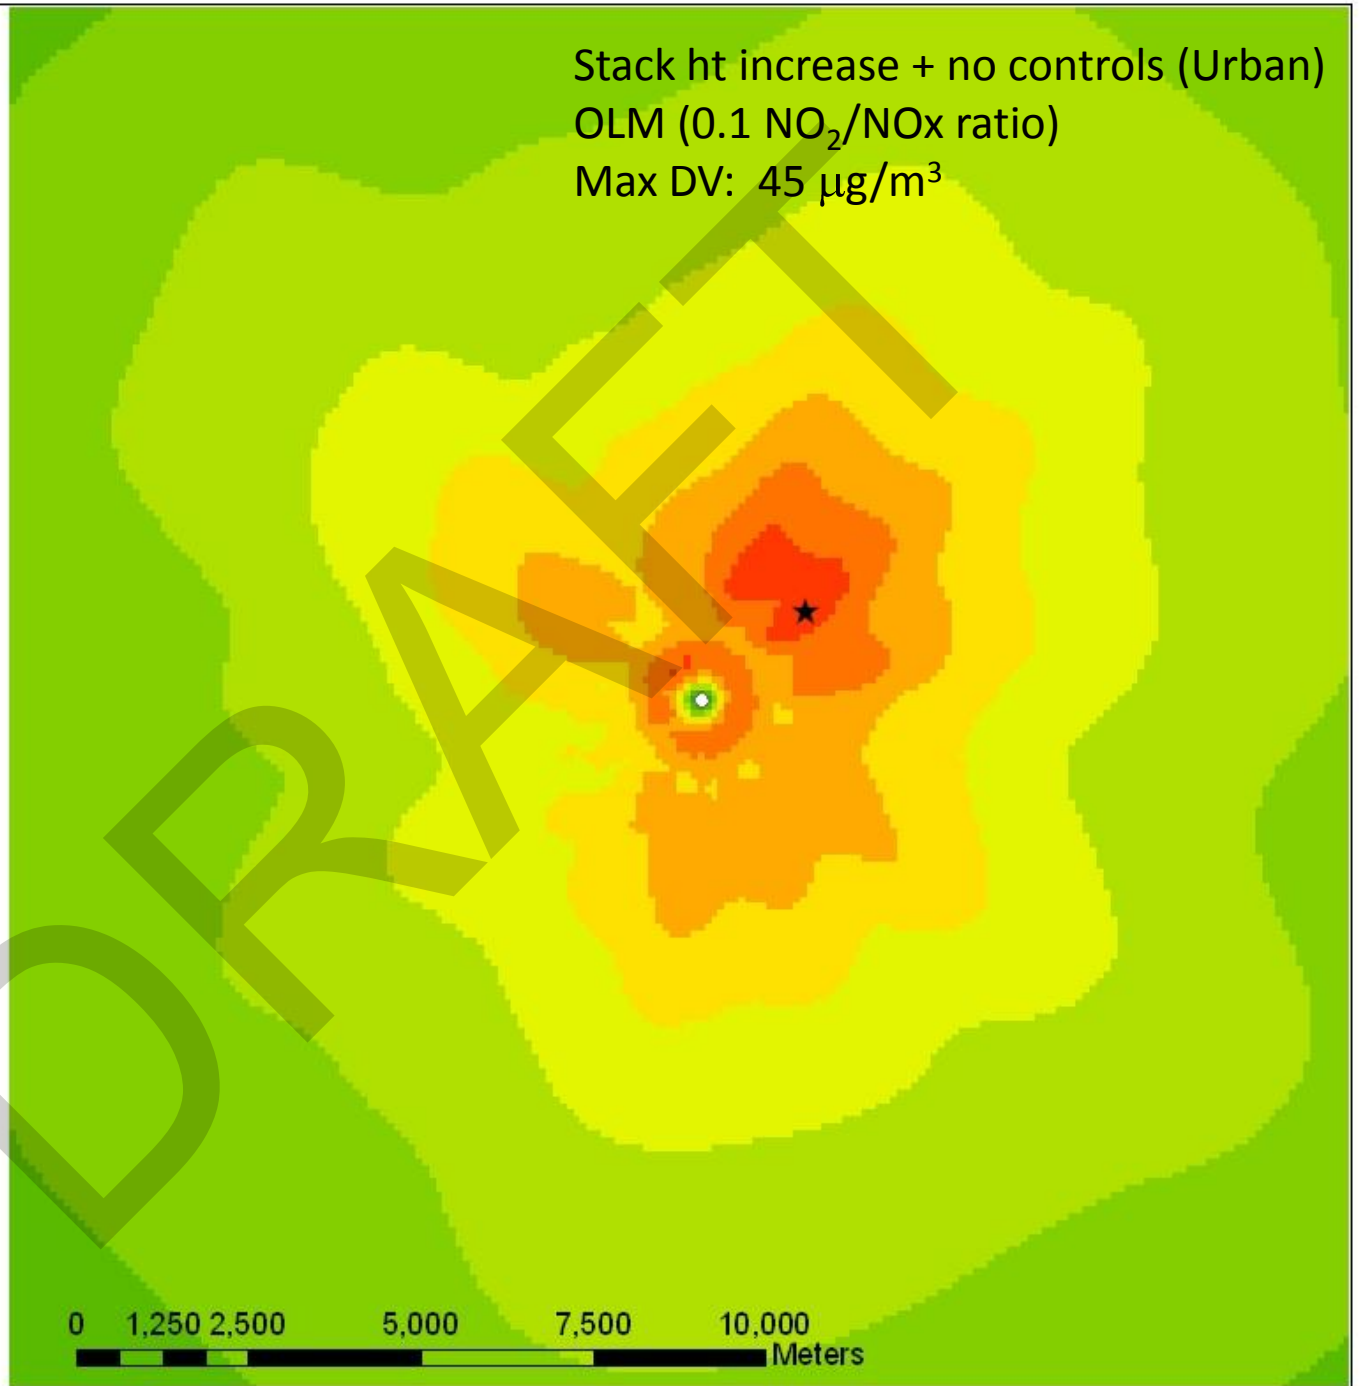 Stack ht increase + no controls (Urban)
OLM (0.1 NO₂/NOx ratio)
Max DV: 45 μg/m³
DRAFT
0 1,250 2,500 5,000 7,500 10,000
Meters